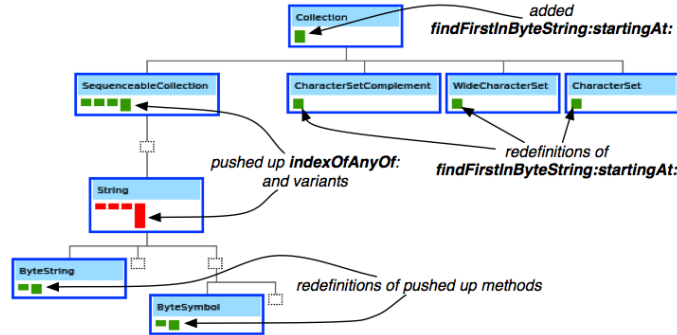 added
Collection
findFirstInByteString:startingAt:
SequenceableCollection
CharacterSetComplement
WideCharacterSet
CharacterSet
pushed up indexOfAnyOf:
and variants
redefinitions of
findFirstInByteString:startingAt:
String
ByteString
redefinitions of pushed up methods
ByteSymbol